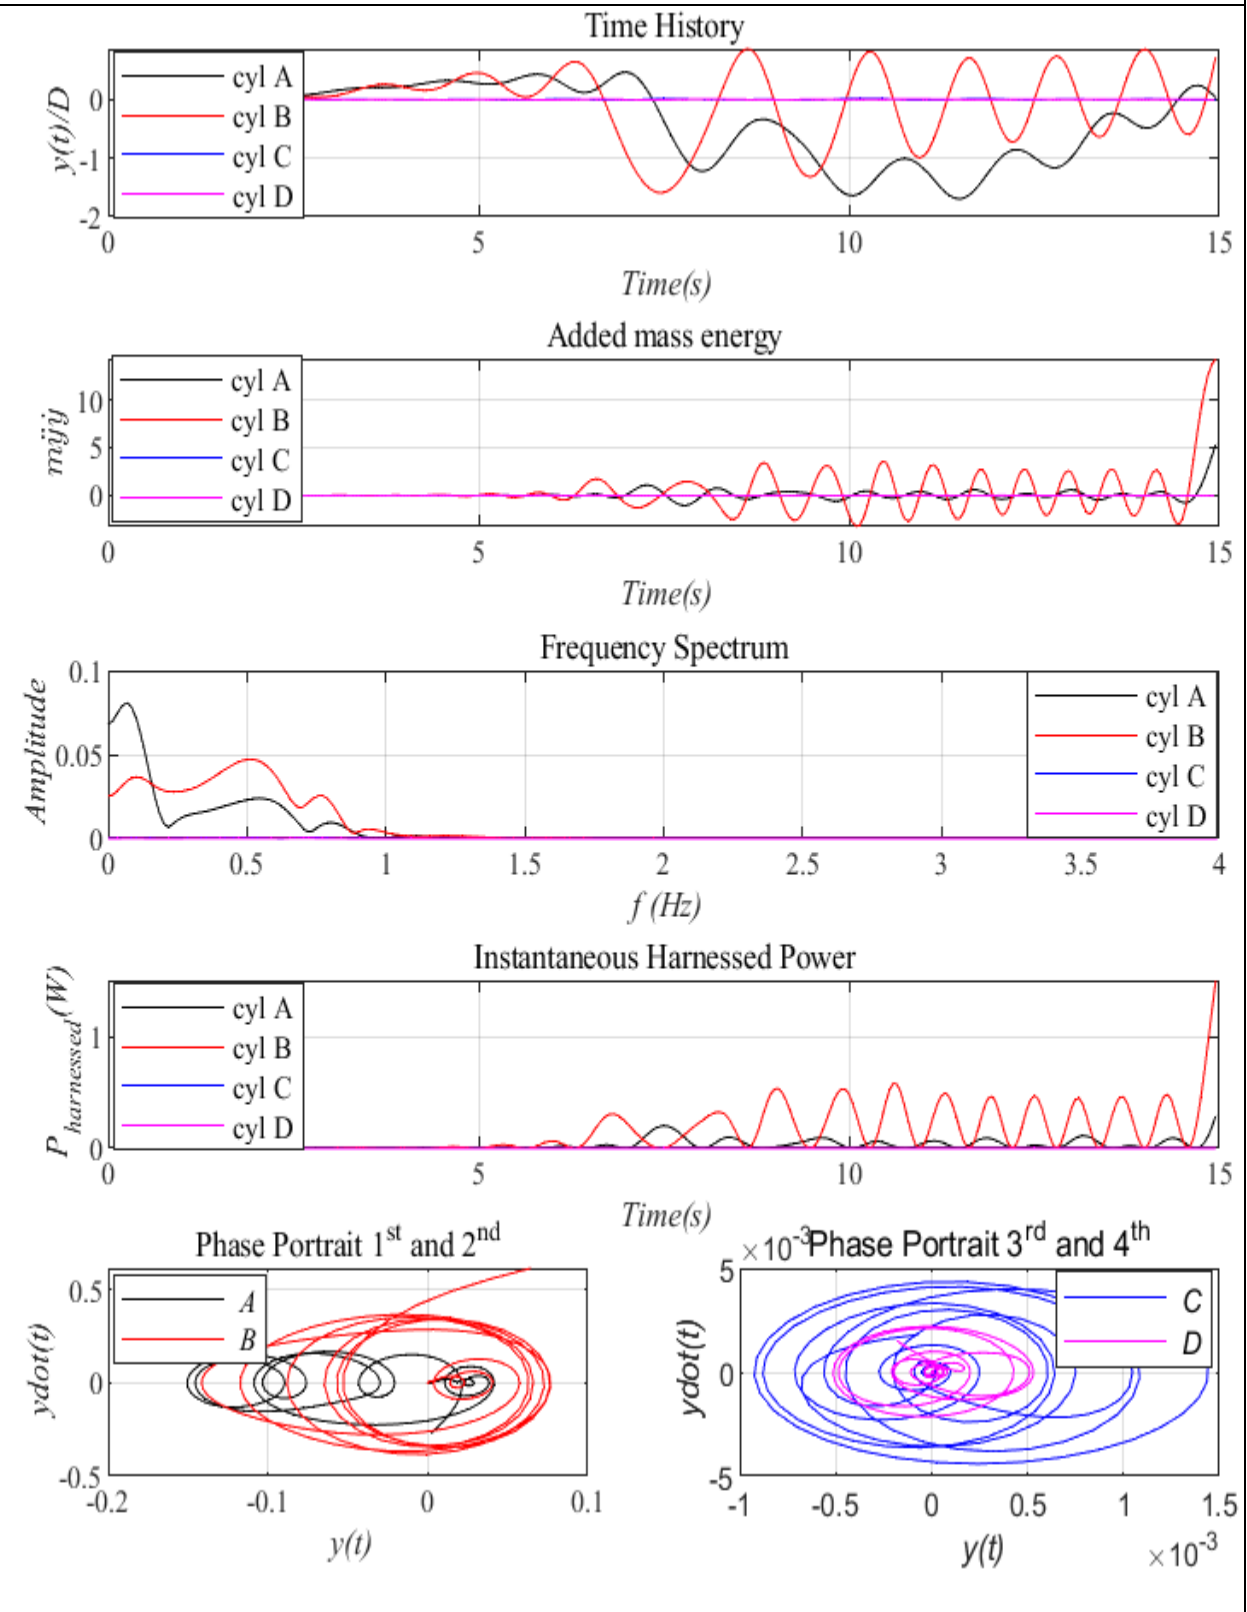 Time History
y(t)/D
cyl A
cyl B
cyl C
cyl D
0
-1
-2
0 5 10 15
Time(s)
Added mass energy
mÿẏ
cyl A
cyl B
cyl C
cyl D
10
5
0
0 5 10 15
Time(s)
Frequency Spectrum
Amplitude
0.1
0.05
0
cyl A
cyl B
cyl C
cyl D
0 0.5 1 1.5 2 2.5 3 3.5 4
f (Hz)
Instantaneous Harnessed Power
P harnessed (W)
cyl A
cyl B
cyl C
cyl D
1
0
0 5 10 15
Time(s)
Phase Portrait 1st and 2nd
ydot(t)
0.5
0
-0.5
A
B
-0.2 -0.1 0 0.1
y(t)
×10-3
Phase Portrait 3rd and 4th
ydot(t)
5
0
-5
C
D
-1 -0.5 0 0.5 1 1.5
y(t)
×10-3